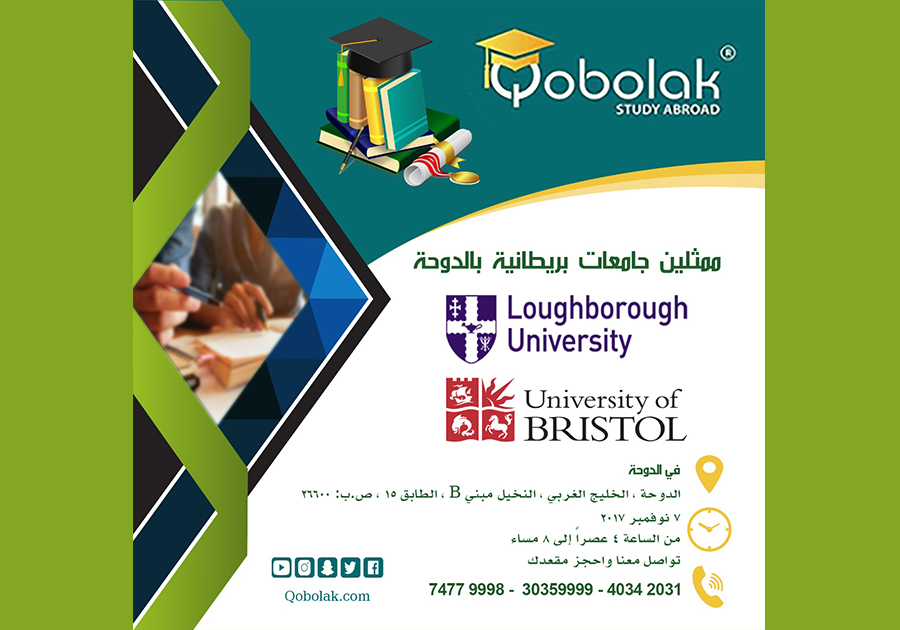 Qobolak®
STUDY ABROAD
ممثلين جامعات بريطانية بالدوحة
Loughborough
University
University of
BRISTOL
في الدوحة
الدوحة ، الخليج الغربي ، النخيل مبني B ، الطابق ١٥ ، ص.ب: ٢٦٦٠٠
٧ نوفمبر ٢٠١٧
من الساعة ٤ عصراً إلى ٨ مساء
تواصل معنا واحجز مقعدك
7477 9998 - 30359999 - 4034 2031
Qobolak.com